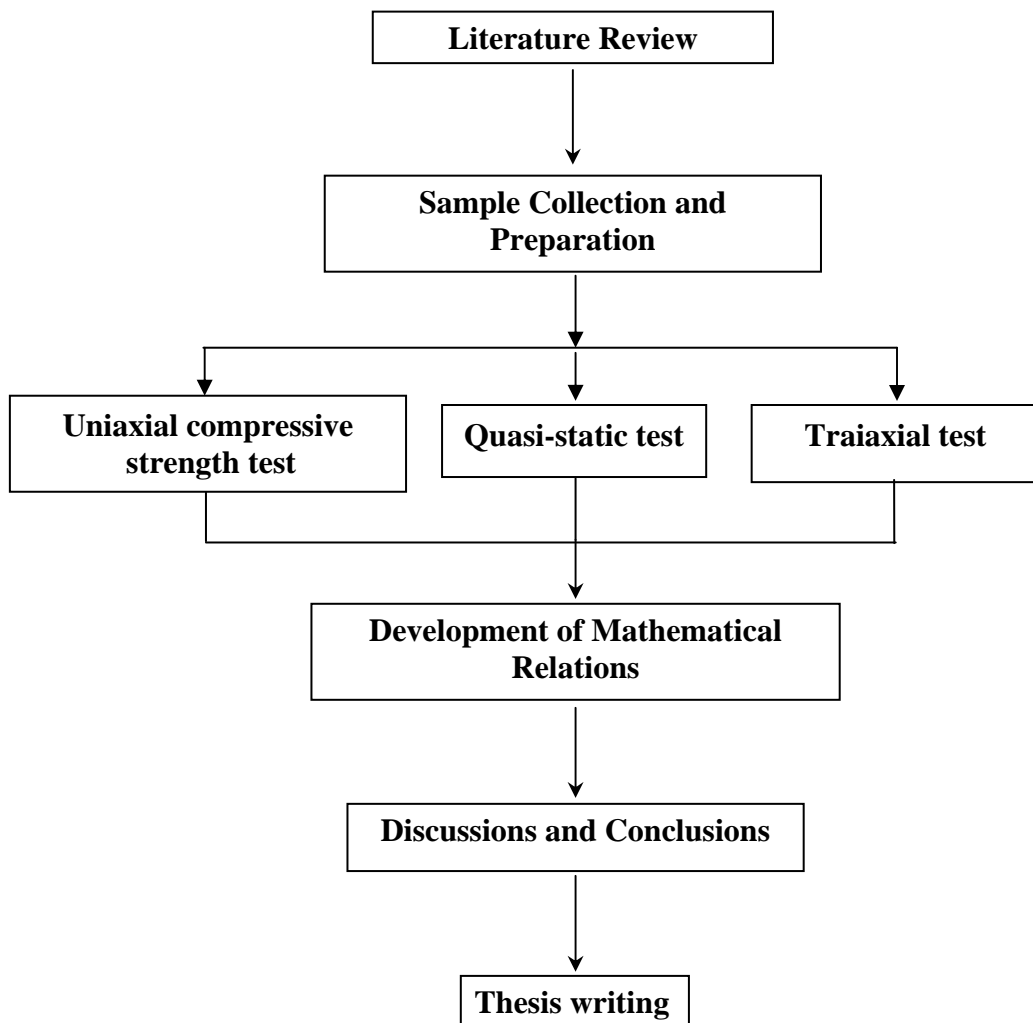 Literature Review
Sample Collection and
Preparation
Uniaxial compressive
strength test
Quasi-static test
Traiaxial test
Development of Mathematical
Relations
Discussions and Conclusions
Thesis writing